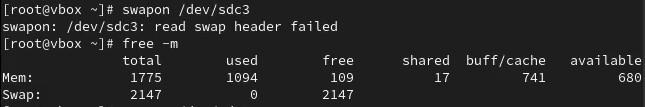 [root@vbox ~]# swapon /dev/sdc3
swapon: /dev/sdc3: read swap header failed
[root@vbox ~]# free -m
total used free shared buff/cache available
Mem: 1775 1094 109 17 741 680
Swap: 2147 0 2147